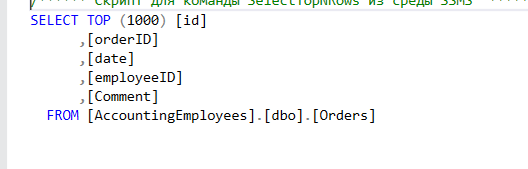 /****** Скрипт для команды SelectTopNRows из среды SSMS ******
SELECT TOP (1000) [id]
,[orderID]
,[date]
,[employeeID]
,[Comment]
FROM [AccountingEmployees].[dbo].[Orders]